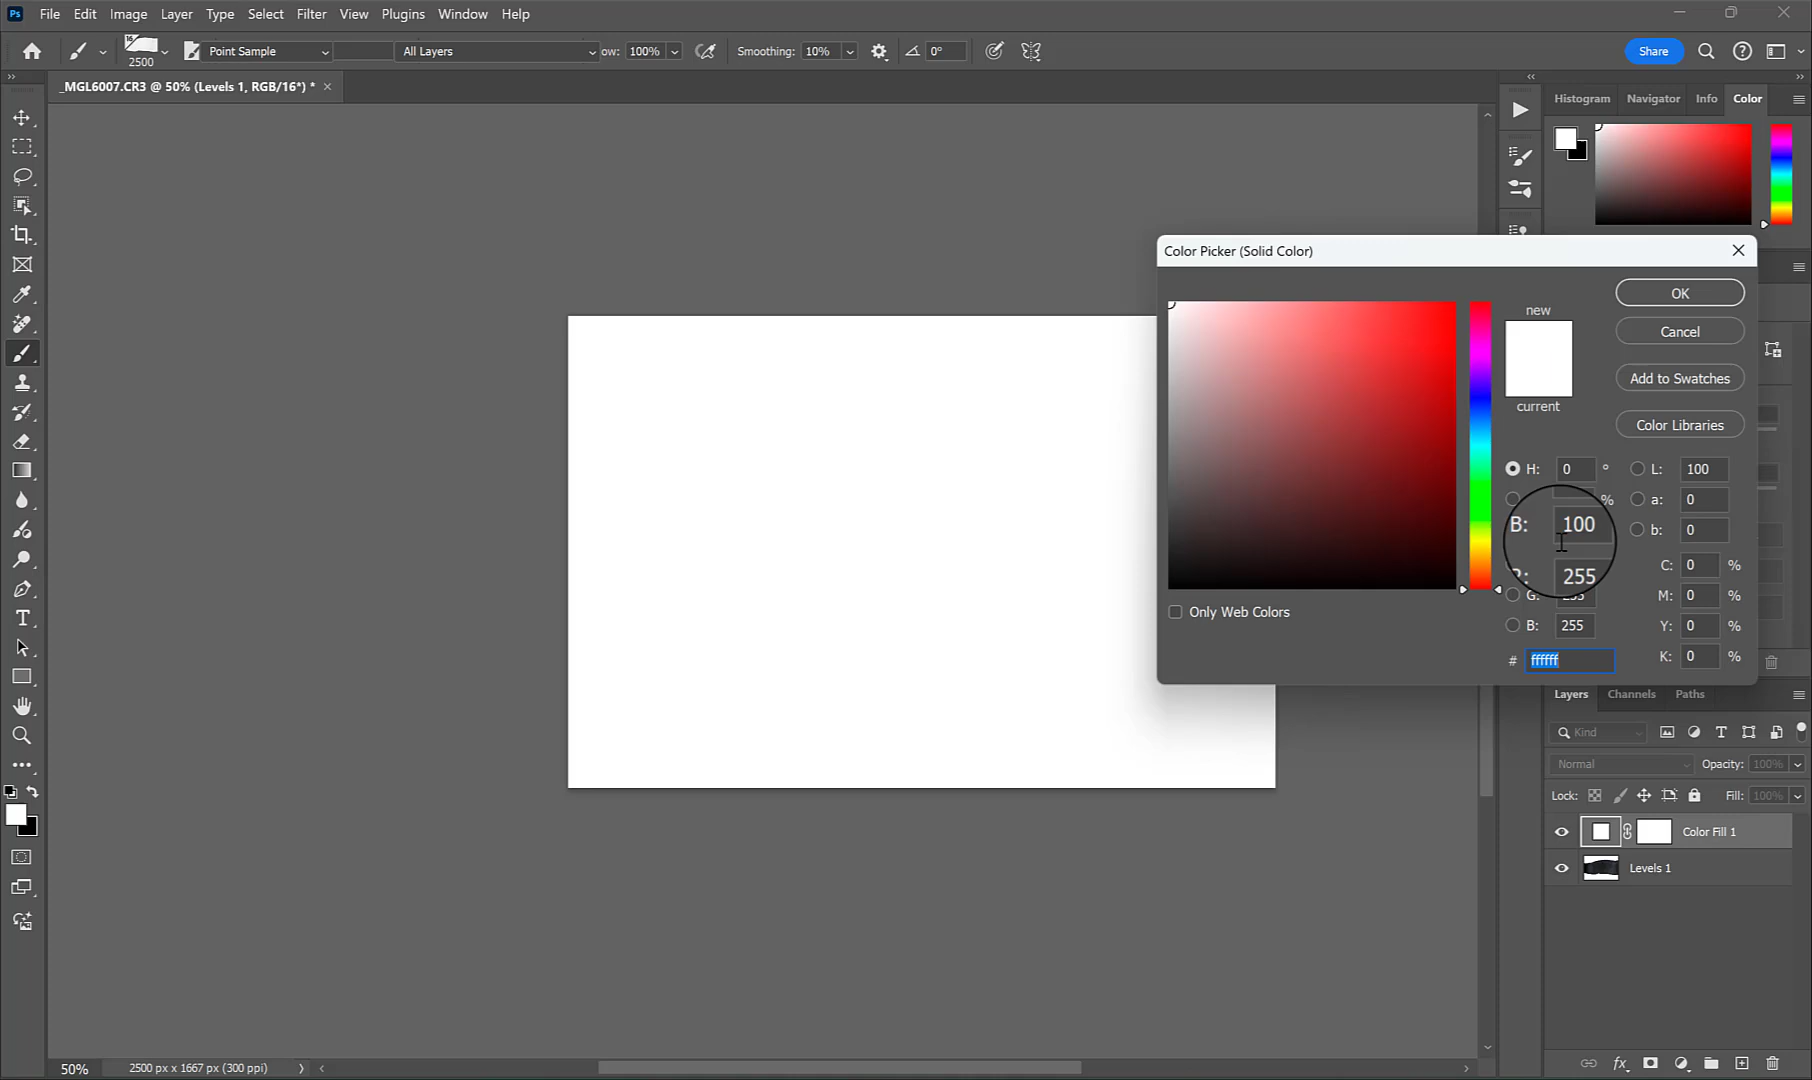 Ps File Edit Image Layer Type Select Filter View Plugins Window Help
16 2500 Point Sample All Layers ow: 100% Smoothing: 10% 0° Share
_MGL6007.CR3 @ 50% (Levels 1, RGB/16*) * ×
Histogram Navigator Info Color
Color Picker (Solid Color)
new
current
OK
Cancel
Add to Swatches
Color Libraries
H: 0 ° L: 100
% a: 0
B: 100 b: 0
255 C: 0 %
G: 255 M: 0 %
B: 255 Y: 0 %
# ffffff K: 0 %
Only Web Colors
Layers Channels Paths
Kind
Normal Opacity: 100%
Lock: Fill: 100%
Color Fill 1
Levels 1
50% 2500 px x 1667 px (300 ppi)